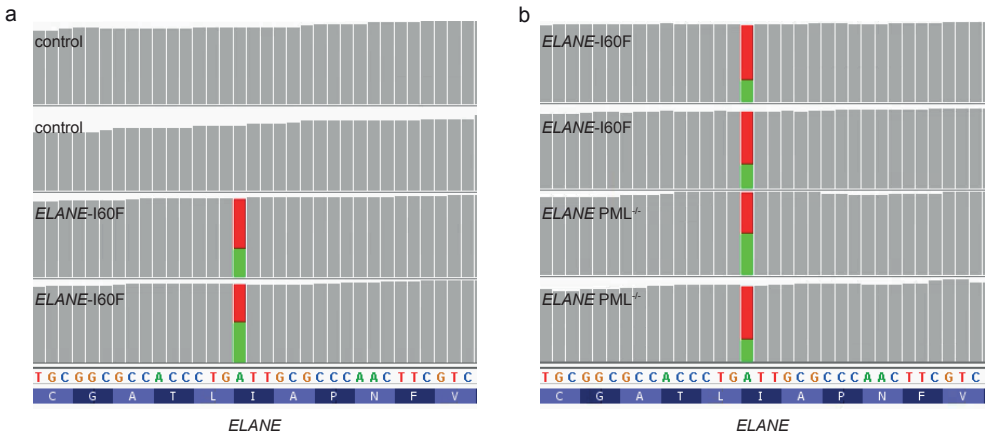 a
control
control
ELANE-I60F
ELANE-I60F
T G C G G C G C C A C C C T G A T T G C G C C C A A C T T C G T C
C G A T L I A P N F V
ELANE
b
ELANE-I60F
ELANE-I60F
ELANE PML-/-
ELANE PML-/-
T G C G G C G C C A C C C T G A T T G C G C C C A A C T T C G T C
C G A T L I A P N F V
ELANE